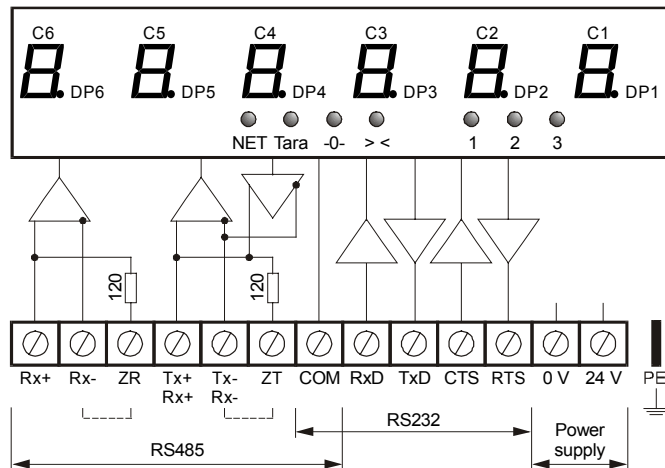 C6 C5 C4 C3 C2 C1
DP6 DP5 DP4 DP3 DP2 DP1
NET Tara -0- > < 1 2 3
120 120
Rx+ Rx- ZR Tx+ Tx- ZT COM RxD TxD CTS RTS 0 V 24 V PE
Rx+ Rx-
RS232 Power
RS485 supply